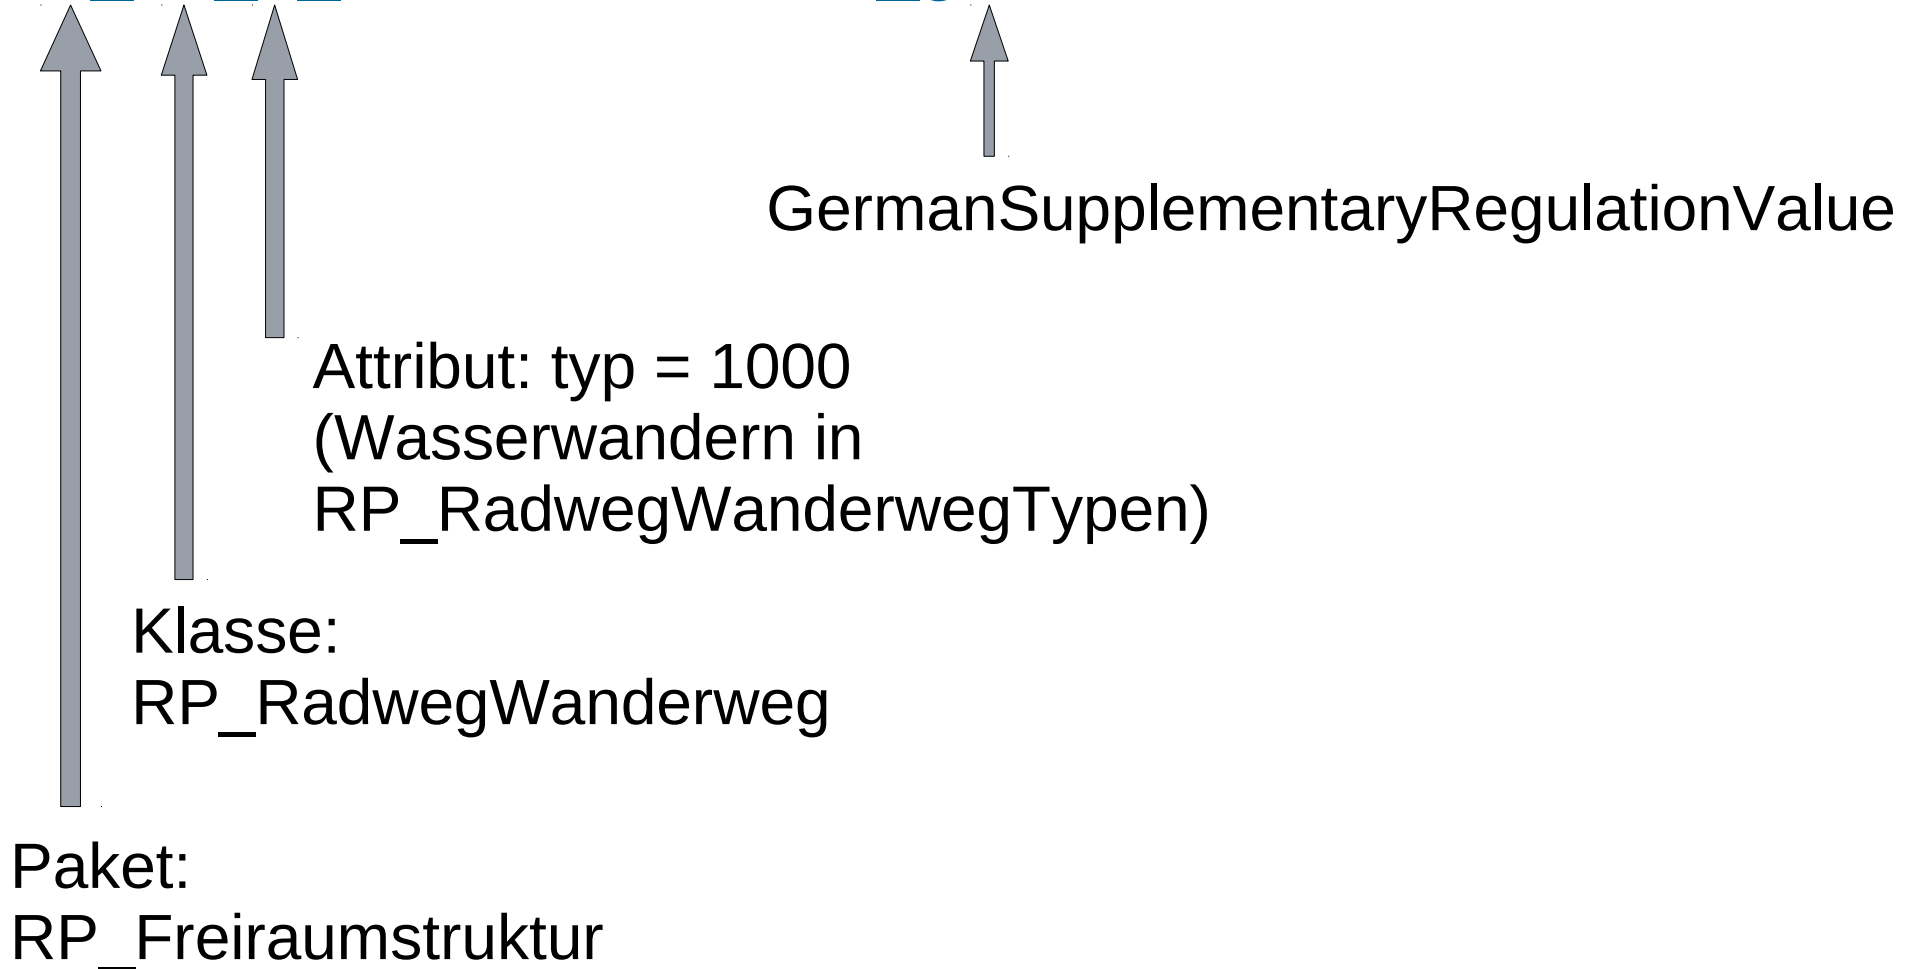 GermanSupplementaryRegulationValue
Attribut: typ = 1000
(Wasserwandern in
RP_RadwegWanderwegTypen)
Klasse:
RP_RadwegWanderweg
Paket:
RP_Freiraumstruktur